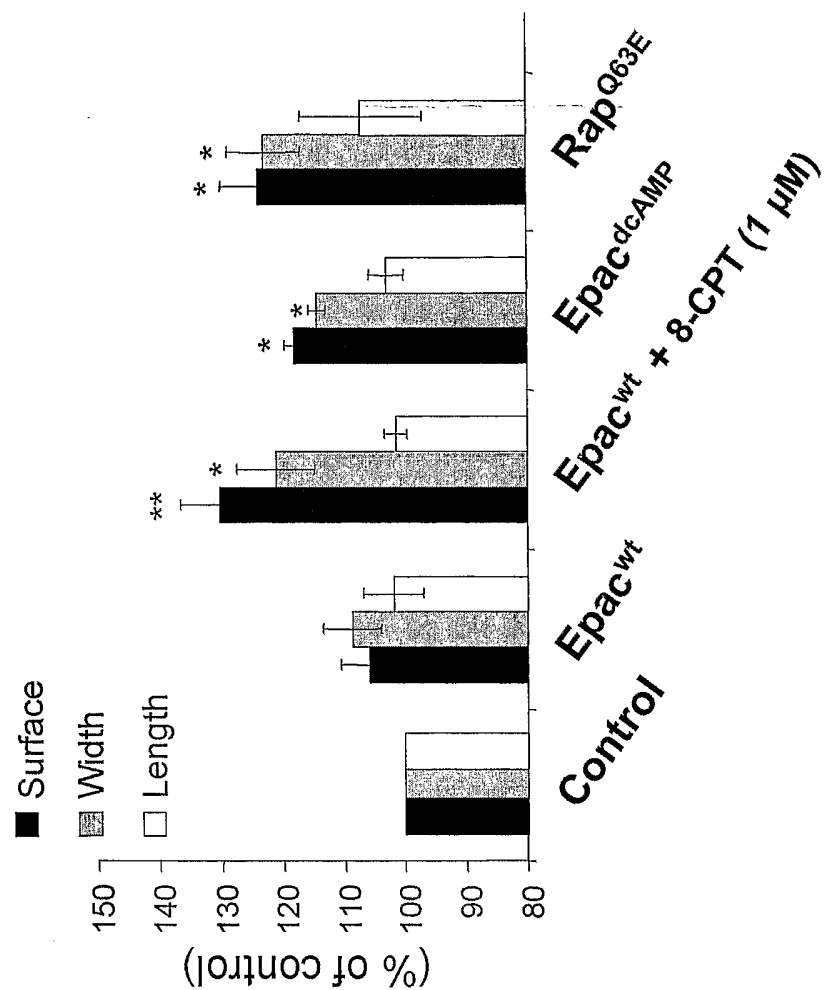 Surface
Width
Length
(% of control)
150
140
130
120
110
100
90
80
**
*
*
*
*
*
Control
Epac^wt
Epac^wt + 8-CPT (1 µM)
Epac^dcAMP
Rap^Q63E